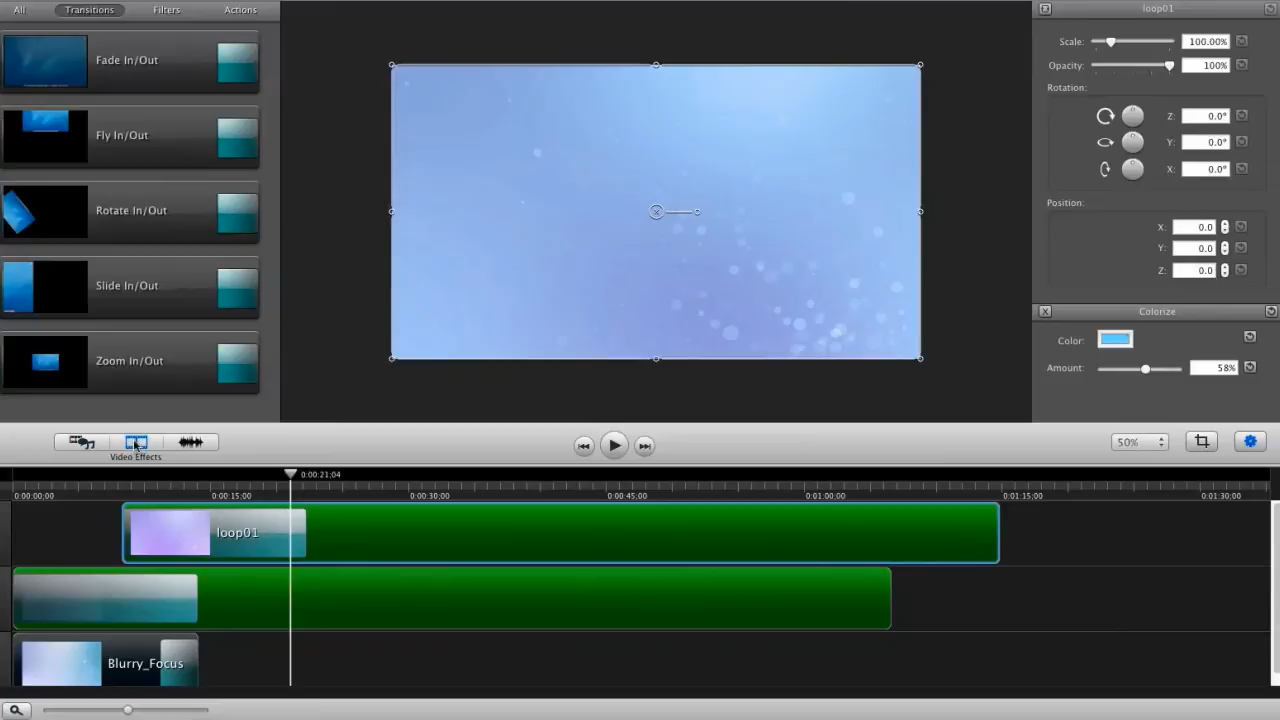 All Transitions Filters Actions
Fade In/Out
Fly In/Out
Rotate In/Out
Slide In/Out
Zoom In/Out
loop01
Scale: 100.00%
Opacity: 100%
Rotation:
Z: 0.0°
Y: 0.0°
X: 0.0°
Position:
X: 0.0
Y: 0.0
Z: 0.0
X Colorize
Color:
Amount: 58%
50%
Video Effects
0:00:21;04
0:00:00;00 0:00:15;00 0:00:30;00 0:00:45;00 0:01:00;00 0:01:15;00 0:01:30;00
loop01
Blurry_Focus